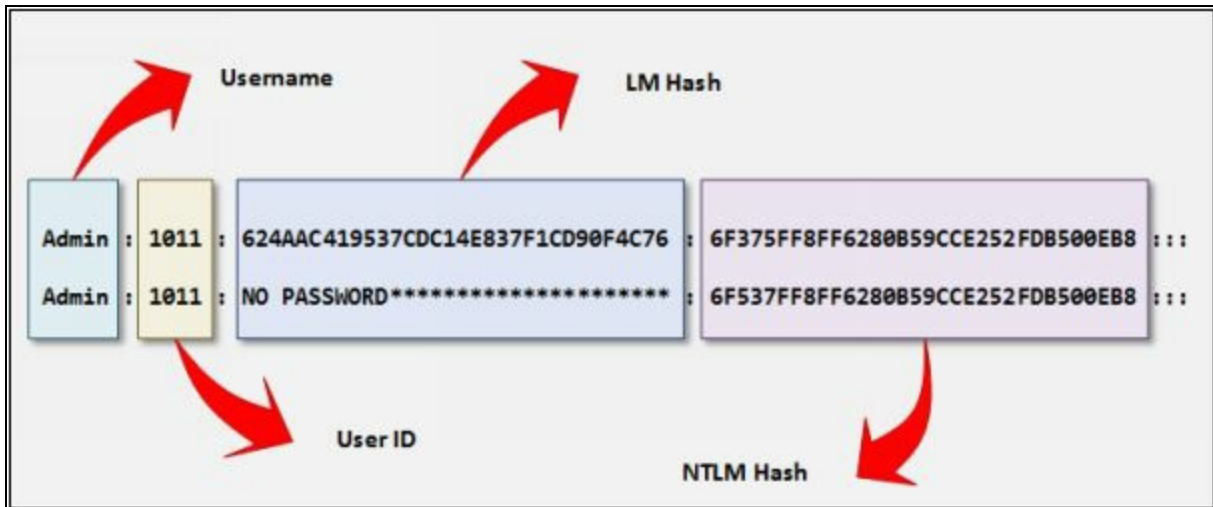 Username
LM Hash
Admin : 1011 : 624AAC419537CDC14E837F1CD90F4C76 : 6F375FF8FF6280B59CCE252FDB500EB8 :::
Admin : 1011 : NO PASSWORD********************* : 6F537FF8FF6280B59CCE252FDB500EB8 :::
User ID
NTLM Hash